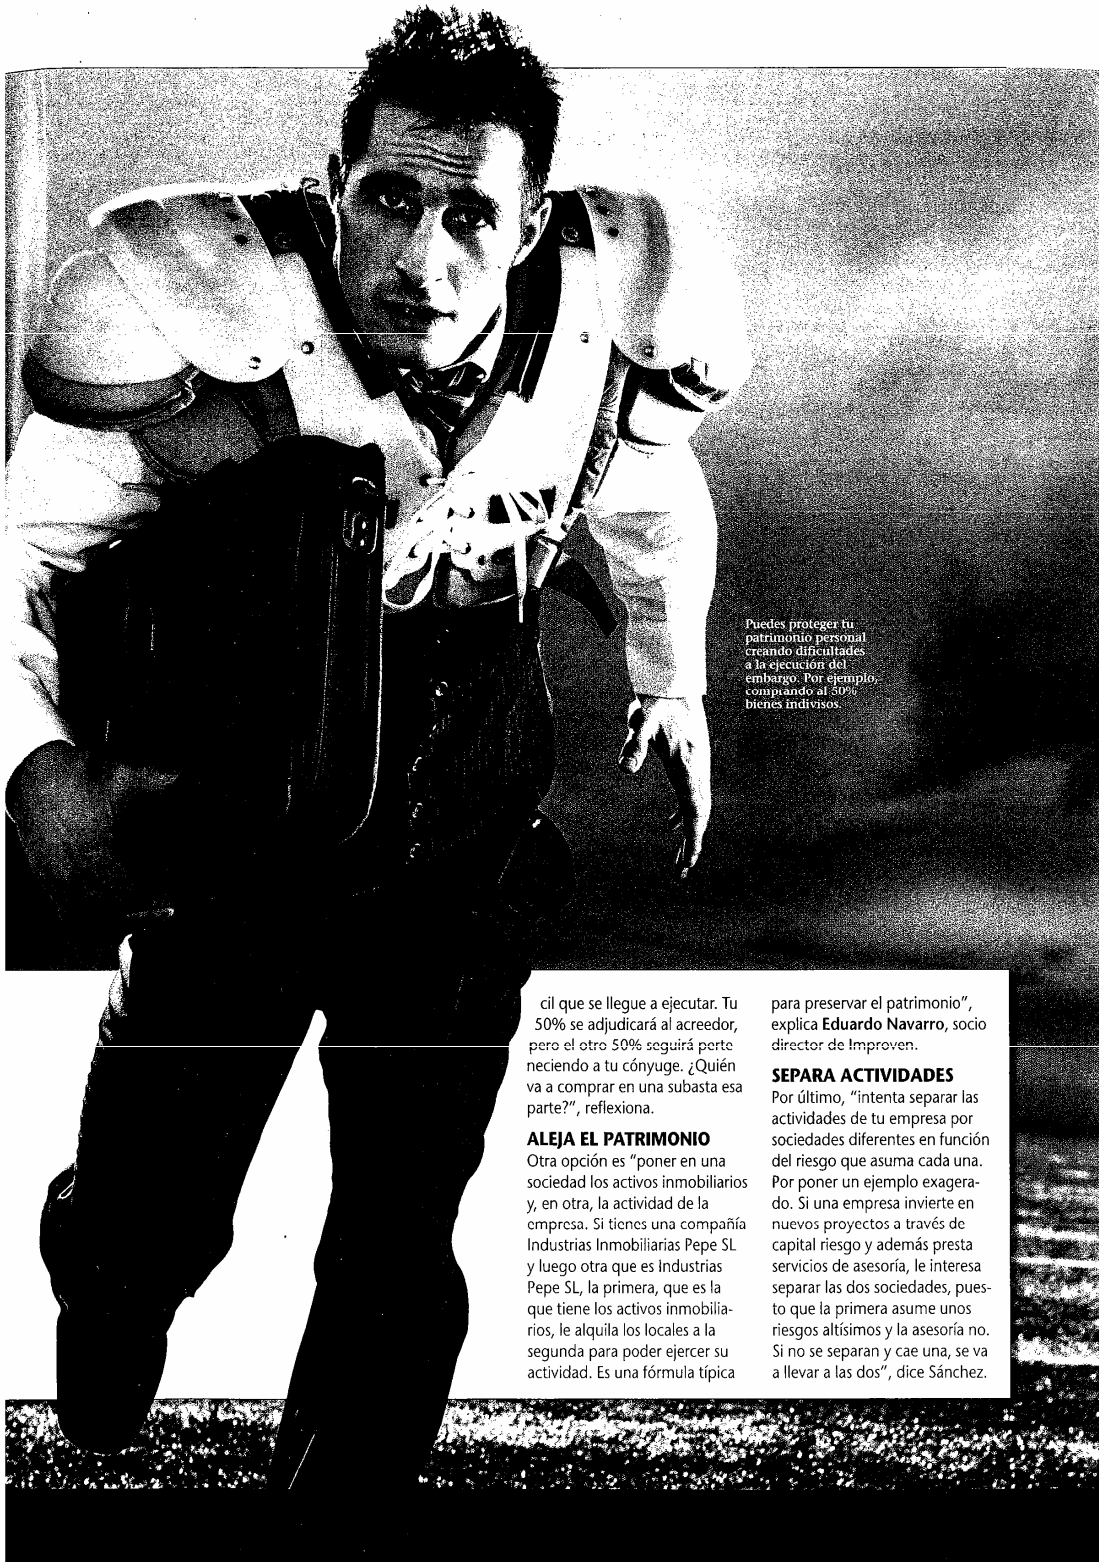 Puedes proteger tu
patrimonio personal
creando dificultades
a la ejecución del
embargo. Por ejemplo,
comprando al 50%
bienes indivisos.
cil que se llegue a ejecutar. Tu
50% se adjudicará al acreedor,
pero el otro 50% seguirá perte
neciendo a tu cónyuge. ¿Quién
va a comprar en una subasta esa
parte?”, reflexiona.
ALEJA EL PATRIMONIO
Otra opción es “poner en una
sociedad los activos inmobiliarios
y, en otra, la actividad de la
empresa. Si tienes una compañía
Industrias Inmobiliarias Pepe SL
y luego otra que es Industrias
Pepe SL, la primera, que es la
que tiene los activos inmobilia-
rios, le alquila los locales a la
segunda para poder ejercer su
actividad. Es una fórmula típica
para preservar el patrimonio”,
explica Eduardo Navarro, socio
director de Improven.
SEPARA ACTIVIDADES
Por último, “intenta separar las
actividades de tu empresa por
sociedades diferentes en función
del riesgo que asuma cada una.
Por poner un ejemplo exagera-
do. Si una empresa invierte en
nuevos proyectos a través de
capital riesgo y además presta
servicios de asesoría, le interesa
separar las dos sociedades, pues-
to que la primera asume unos
riesgos altísimos y la asesoría no.
Si no se separan y cae una, se va
a llevar a las dos”, dice Sánchez.